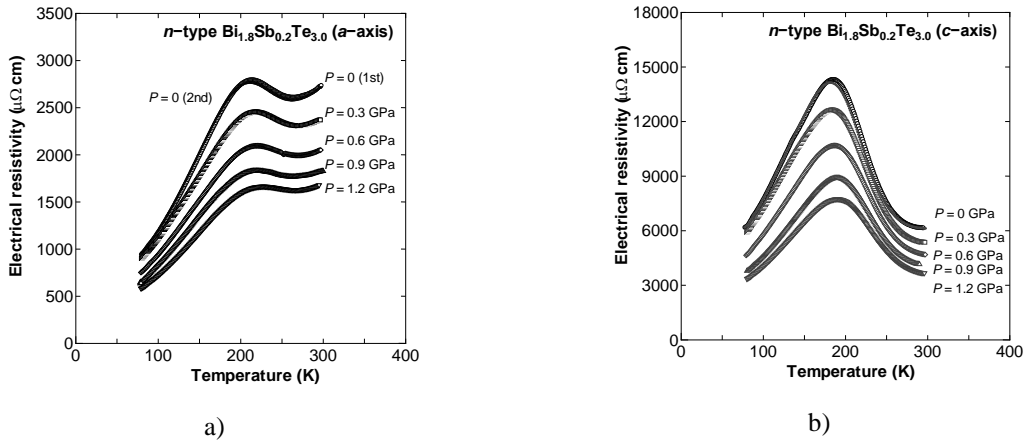 n−type Bi1.8Sb0.2Te3.0 (a−axis)
3500
3000
2500
2000
1500
1000
500
0
Electrical resistivity (μΩ cm)
P = 0 (1st)
P = 0 (2nd)
P = 0.3 GPa
P = 0.6 GPa
P = 0.9 GPa
P = 1.2 GPa
0 100 200 300 400
Temperature (K)
a)
n−type Bi1.8Sb0.2Te3.0 (c−axis)
18000
15000
12000
9000
6000
3000
0
Electrical resistivity (μΩ cm)
P = 0 GPa
P = 0.3 GPa
P = 0.6 GPa
P = 0.9 GPa
P = 1.2 GPa
0 100 200 300 400
Temperature (K)
b)